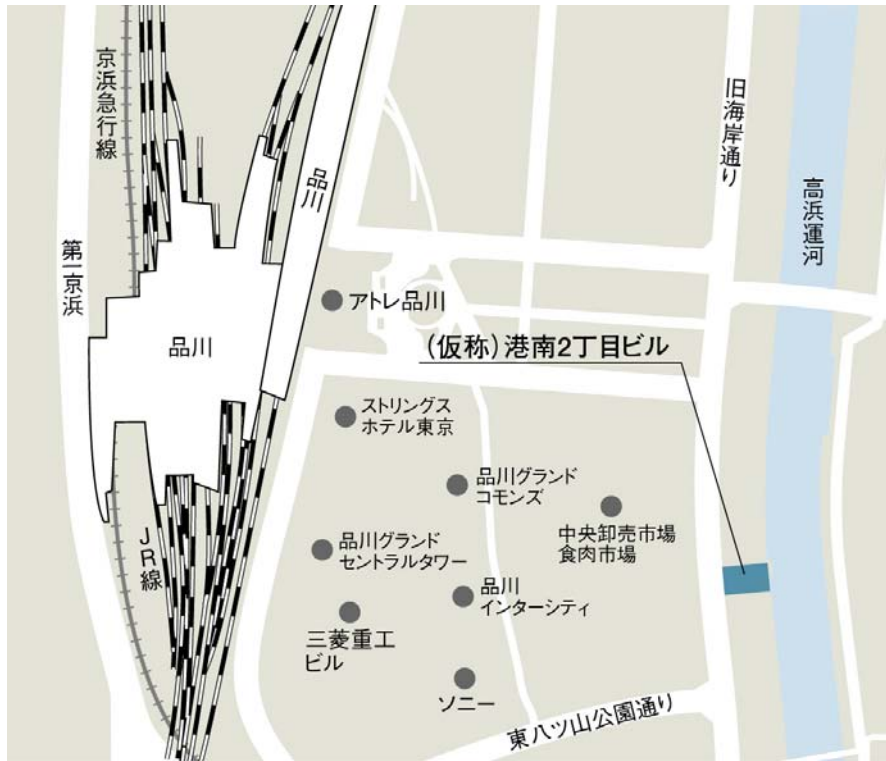 京浜急行線
品川
旧海岸通り
高浜運河
第一京浜
アトレ品川
品川
(仮称)港南2丁目ビル
ストリングス
ホテル東京
品川グランド
コモンズ
中央卸売市場
食肉市場
JR線
品川グランド
セントラルタワー
品川
インターシティ
三菱重工
ビル
ソニー
東八ツ山公園通り